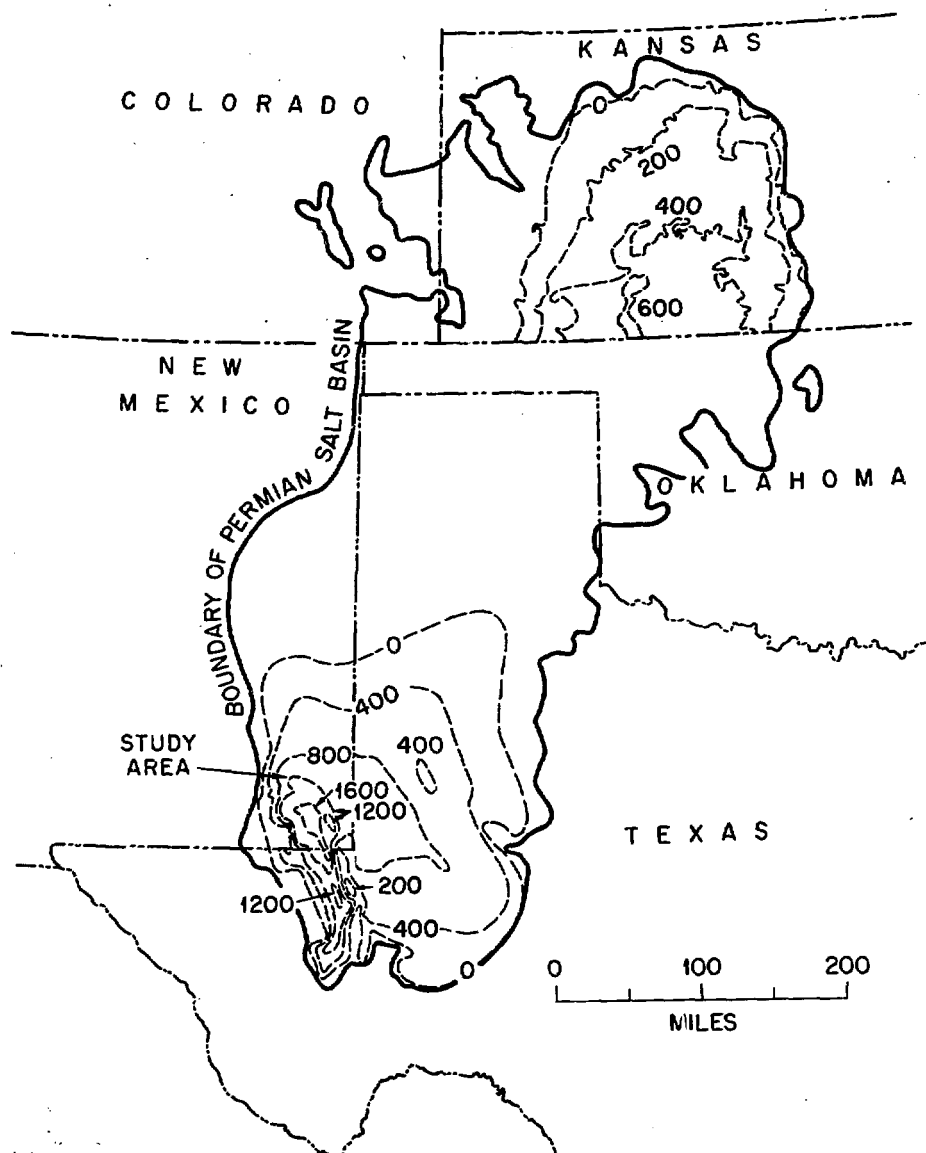 KANSAS
COLORADO
0
200
400
600
NEW
MEXICO
BOUNDARY OF PERMIAN SALT BASIN
OKLAHOMA
0
400
STUDY
AREA
800
400
1600
1200
TEXAS
1200
200
400
0
0 100 200
MILES